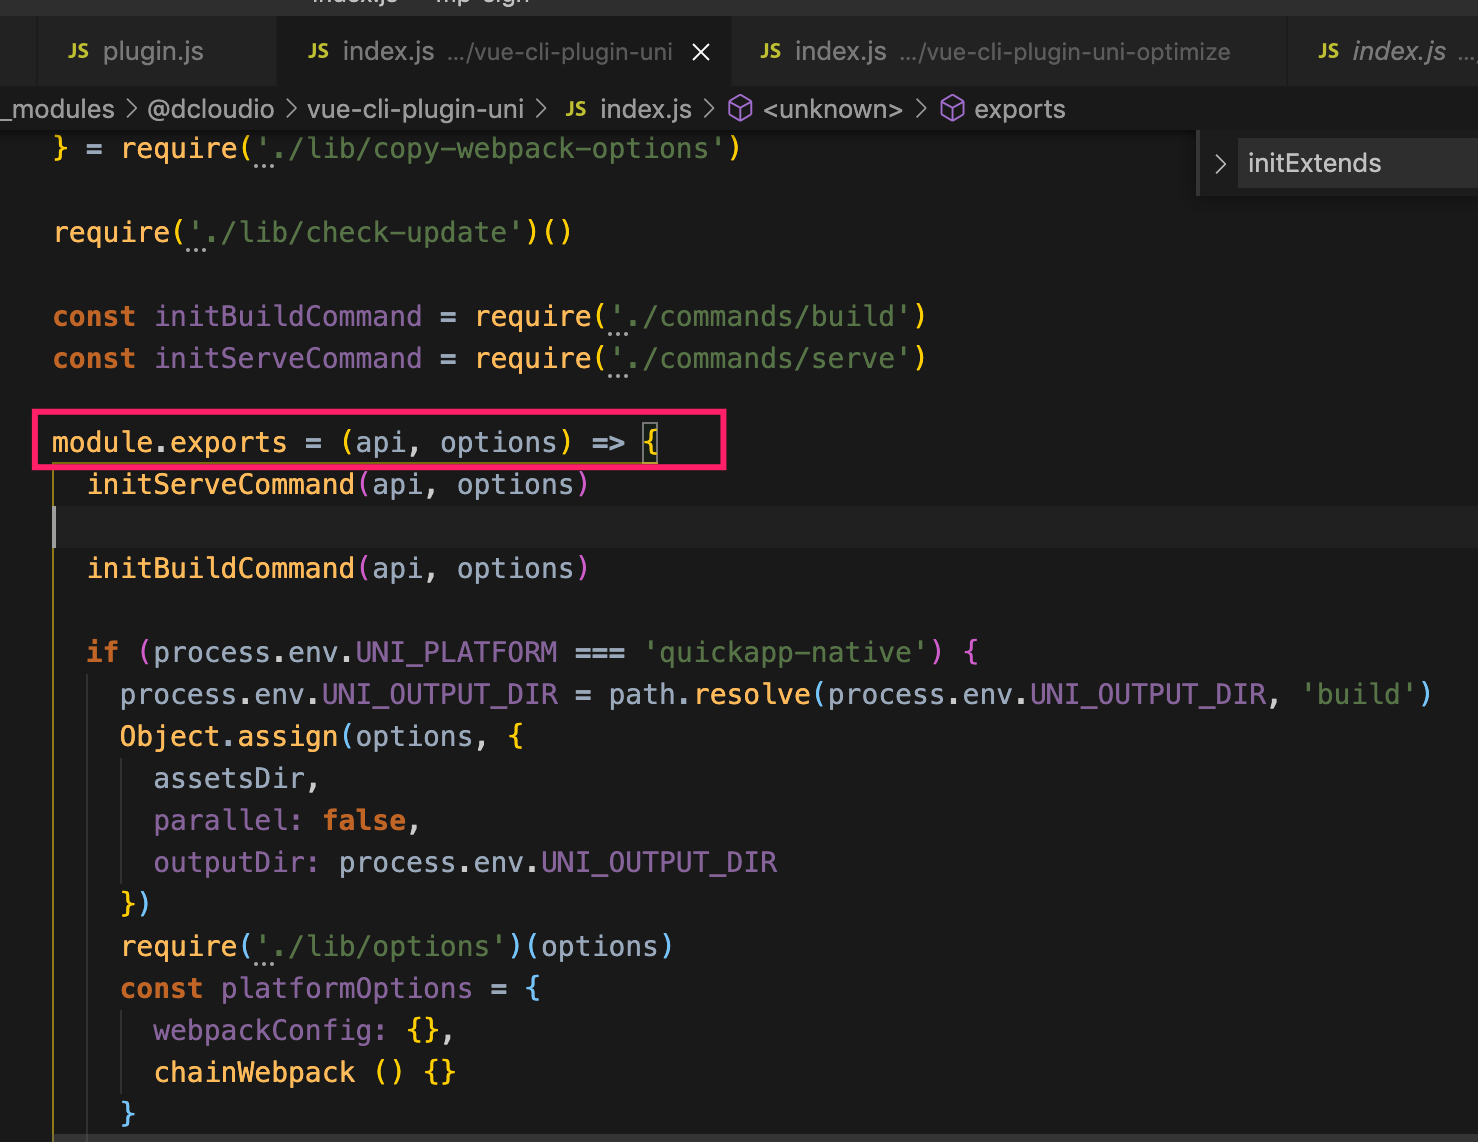 JS plugin.js JS index.js .../vue-cli-plugin-uni JS index.js .../vue-cli-plugin-uni-optimize JS index.js ...
_modules > @dcloudio > vue-cli-plugin-uni > JS index.js > <unknown> > exports
initExtends
} = require('./lib/copy-webpack-options')
require('./lib/check-update')()
const initBuildCommand = require('./commands/build')
const initServeCommand = require('./commands/serve')
module.exports = (api, options) => {
initServeCommand(api, options)
initBuildCommand(api, options)
if (process.env.UNI_PLATFORM === 'quickapp-native') {
process.env.UNI_OUTPUT_DIR = path.resolve(process.env.UNI_OUTPUT_DIR, 'build')
Object.assign(options, {
assetsDir,
parallel: false,
outputDir: process.env.UNI_OUTPUT_DIR
})
require('./lib/options')(options)
const platformOptions = {
webpackConfig: {},
chainWebpack () {}
}